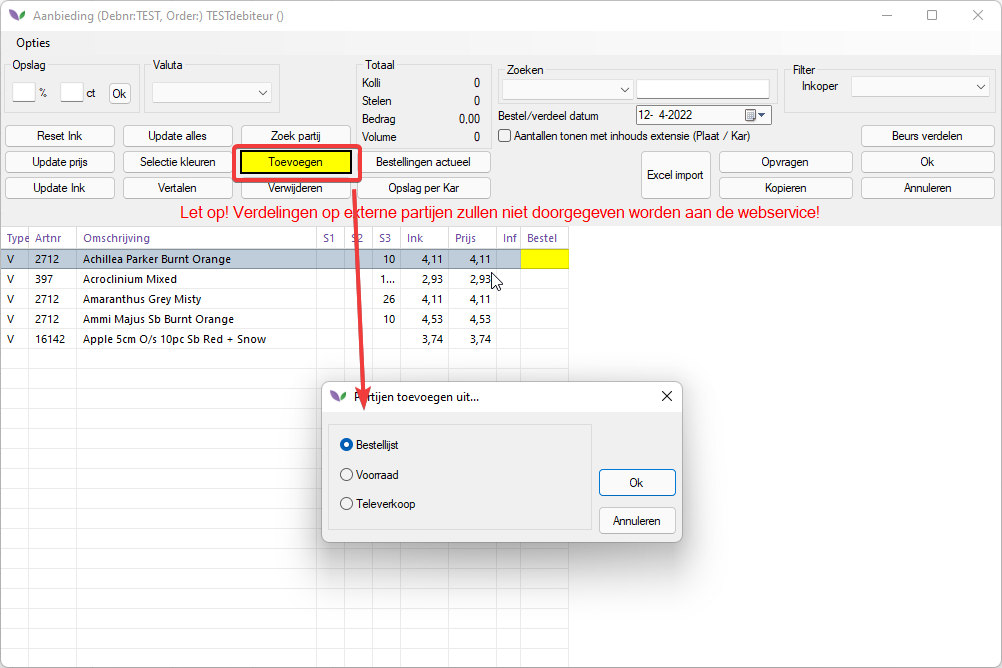 Aanbieding (Debnr:TEST, Order:) TESTdebiteur ()
Opties
Opslag
% ct Ok
Valuta
Totaal
Kolli 0
Stelen 0
Bedrag 0,00
Volume 0
Zoeken
Filter
Inkoper
Bestel/verdeel datum 12- 4-2022
Aantallen tonen met inhouds extensie (Plaat / Kar)
Reset Ink Update alles Zoek partij Beurs verdelen
Update prijs Selectie kleuren Toevoegen Bestellingen actueel Excel import Opvragen Ok
Update Ink Vertalen Verwijderen Opslag per Kar Kopieren Annuleren
Let op! Verdelingen op externe partijen zullen niet doorgegeven worden aan de webservice!
Type Artnr Omschrijving S1 S2 S3 Ink Prijs Inf Bestel
V 2712 Achillea Parker Burnt Orange 10 4,11 4,11
V 397 Acroclinium Mixed 1... 2,93 2,93
V 2712 Amaranthus Grey Misty 26 4,11 4,11
V 2712 Ammi Majus Sb Burnt Orange 10 4,53 4,53
V 16142 Apple 5cm O/s 10pc Sb Red + Snow 3,74 3,74
Partijen toevoegen uit...
Bestellijst
Voorraad
Televerkoop
Ok
Annuleren